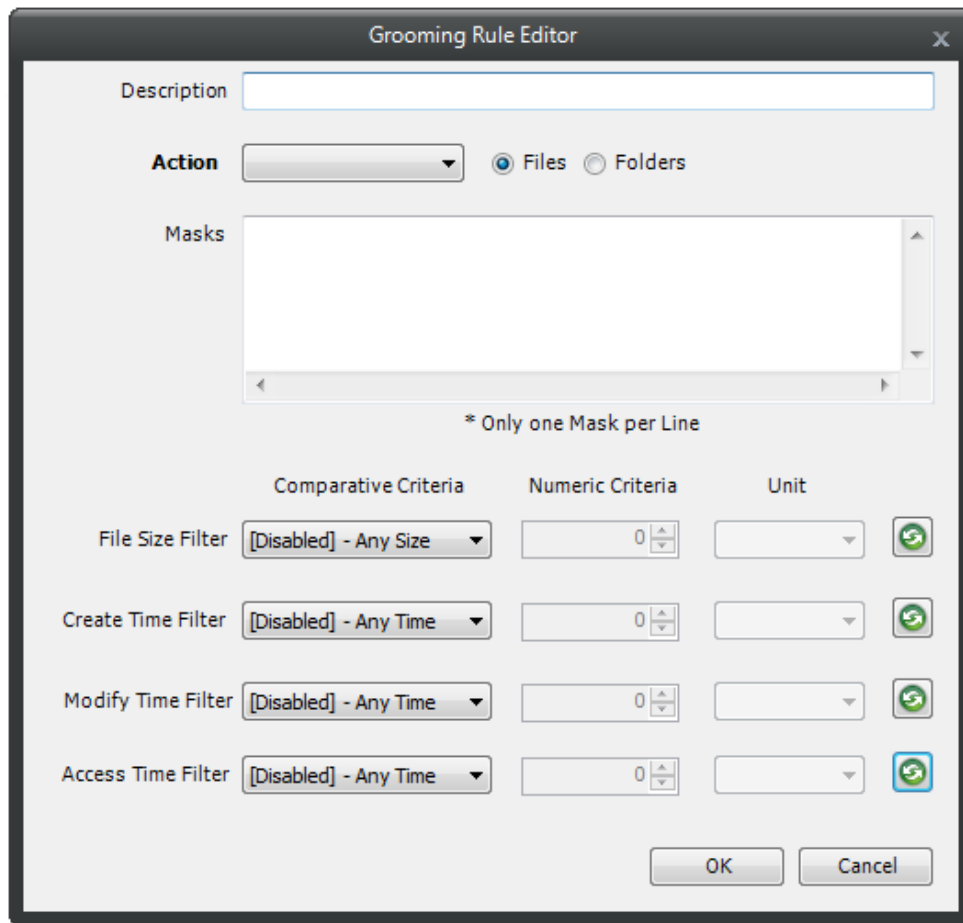 Grooming Rule Editor x
Description
Action Files Folders
Masks
* Only one Mask per Line
Comparative Criteria Numeric Criteria Unit
File Size Filter [Disabled] - Any Size 0
Create Time Filter [Disabled] - Any Time 0
Modify Time Filter [Disabled] - Any Time 0
Access Time Filter [Disabled] - Any Time 0
OK Cancel